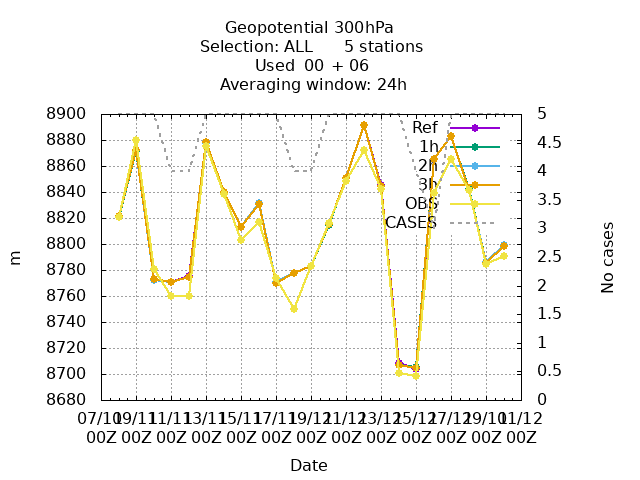 Geopotential 300hPa
Selection: ALL 5 stations
Used 00 + 06
Averaging window: 24h
8900
8880
8860
8840
8820
8800
8780
8760
8740
8720
8700
8680
m
5
4.5
4
3.5
3
2.5
2
1.5
1
0.5
0
No cases
Ref
1h
2h
3h
OBS
CASES
07/10 09/11 11/11 13/11 15/11 17/11 19/12 21/12 23/12 25/12 27/12 29/10 01/12
00Z 00Z 00Z 00Z 00Z 00Z 00Z 00Z 00Z 00Z 00Z 00Z 00Z
Date